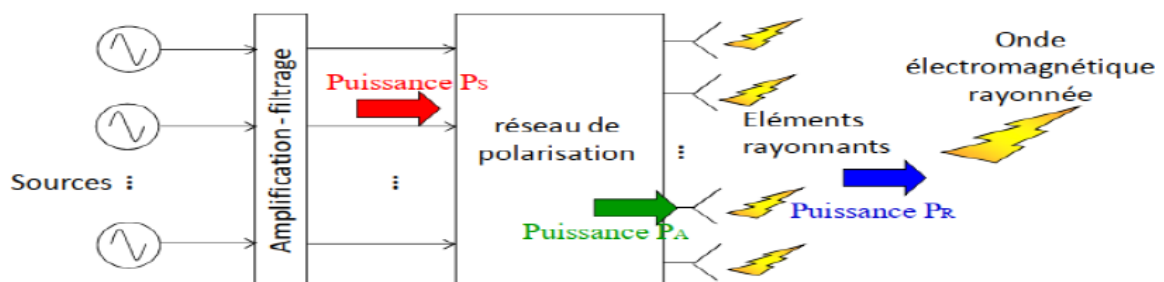 Sources ...
Amplification - filtrage
Puissance PS
...
réseau de
polarisation
Puissance PA
...
Eléments
rayonnants
Puissance PR
Onde
électromagnétique
rayonnée